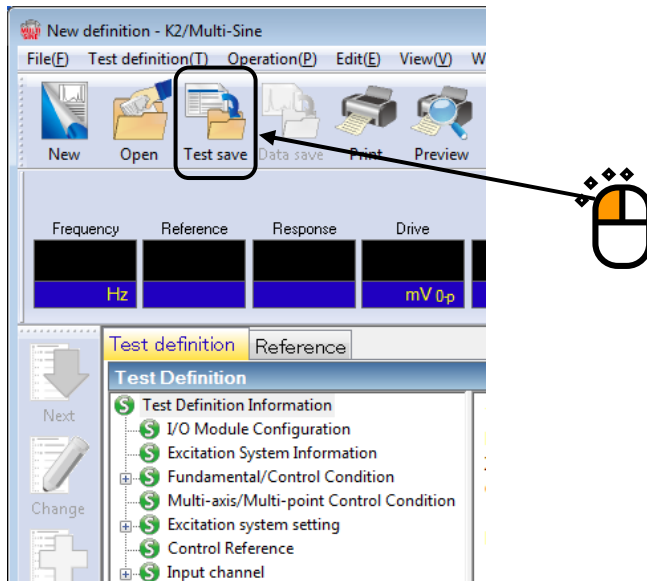 New definition - K2/Multi-Sine
File(F) Test definition(T) Operation(P) Edit(E) View(V) W
New Open Test save Data save Print Preview
Frequency Reference Response Drive
Hz mV 0-p
Test definition Reference
Test Definition
Test Definition Information
I/O Module Configuration
Excitation System Information
Fundamental/Control Condition
Multi-axis/Multi-point Control Condition
Excitation system setting
Control Reference
Input channel
Next
Change